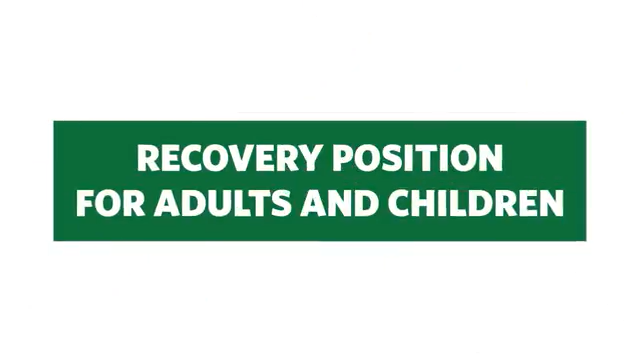 RECOVERY POSITION
FOR ADULTS AND CHILDREN